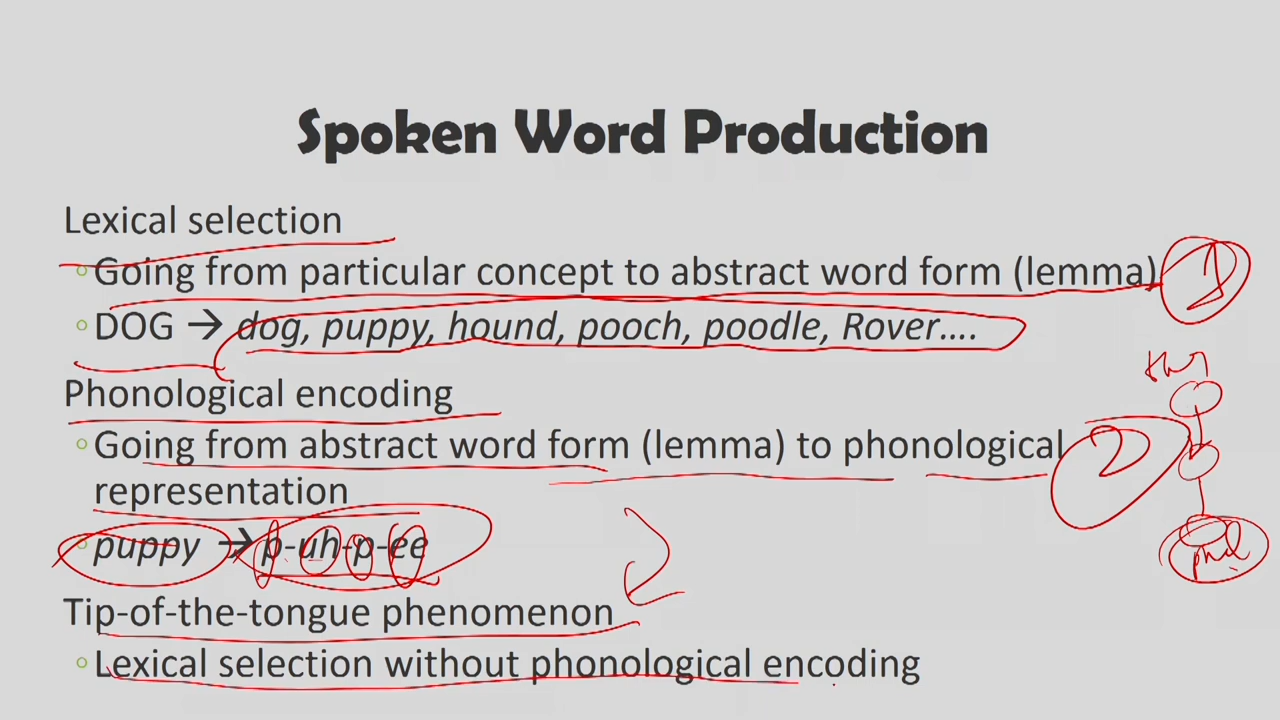 Spoken Word Production
Lexical selection
◦Going from particular concept to abstract word form (lemma)
1
◦DOG → dog, puppy, hound, pooch, poodle, Rover....
Phonological encoding
◦Going from abstract word form (lemma) to phonological
representation
2
◦puppy → p-uh-p-ee
Tip-of-the-tongue phenomenon
◦Lexical selection without phonological encoding